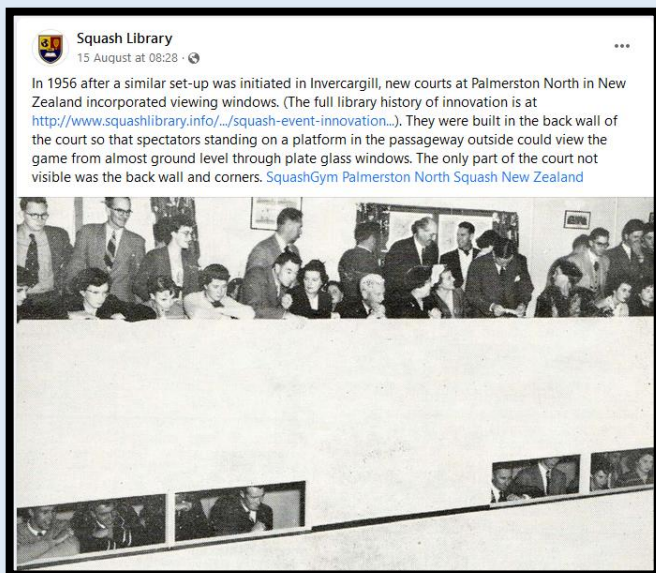 Squash Library
15 August at 08:28 ·
In 1956 after a similar set-up was initiated in Invercargill, new courts at Palmerston North in New
Zealand incorporated viewing windows. (The full library history of innovation is at
http://www.squashlibrary.info/.../squash-event-innovation...). They were built in the back wall of
the court so that spectators standing on a platform in the passageway outside could view the
game from almost ground level through plate glass windows. The only part of the court not
visible was the back wall and corners. SquashGym Palmerston North Squash New Zealand